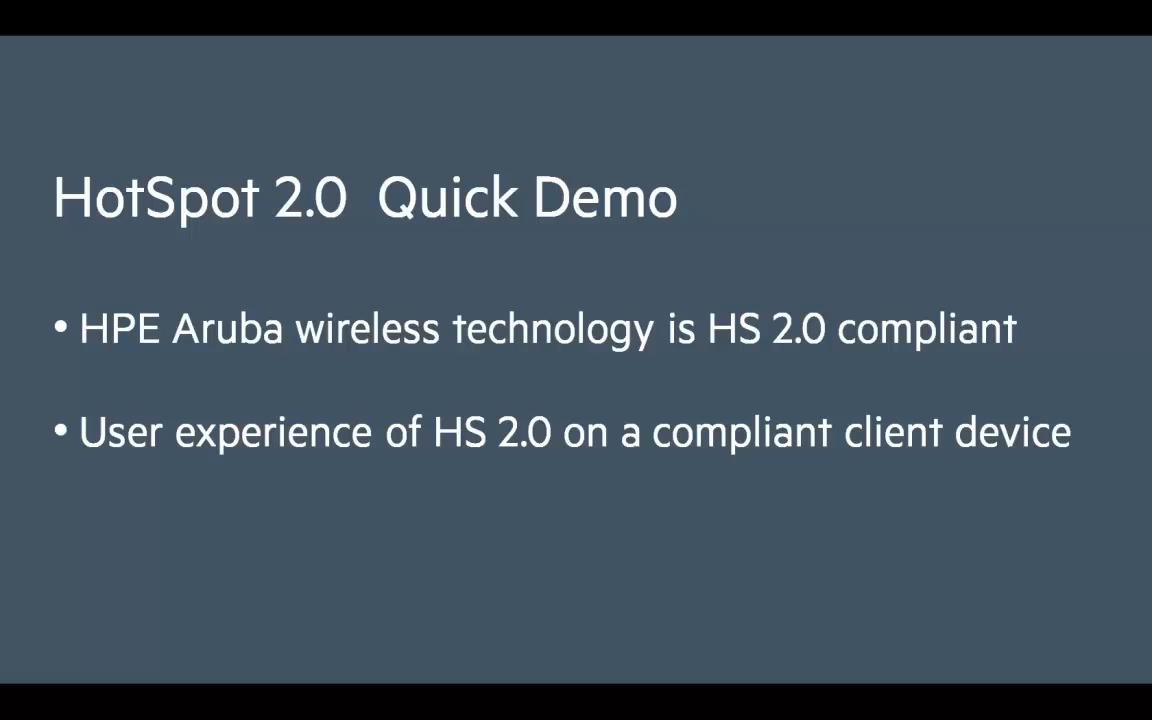 HotSpot 2.0  Quick Demo
• HPE Aruba wireless technology is HS 2.0 compliant
• User experience of HS 2.0 on a compliant client device